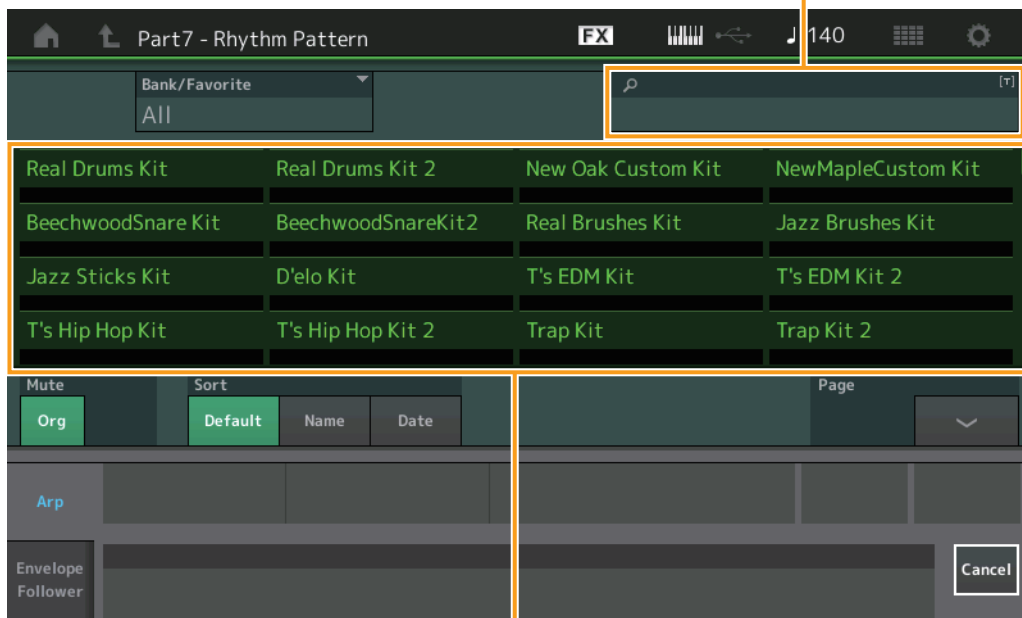 Part7 - Rhythm Pattern FX ♩ 140
Bank/Favorite [T]
All
Real Drums Kit Real Drums Kit 2 New Oak Custom Kit NewMapleCustom Kit
BeechwoodSnare Kit BeechwoodSnareKit2 Real Brushes Kit Jazz Brushes Kit
Jazz Sticks Kit D'elo Kit T's EDM Kit T's EDM Kit 2
T's Hip Hop Kit T's Hip Hop Kit 2 Trap Kit Trap Kit 2
Mute Sort Page
Org Default Name Date
Arp
Envelope
Follower
Cancel